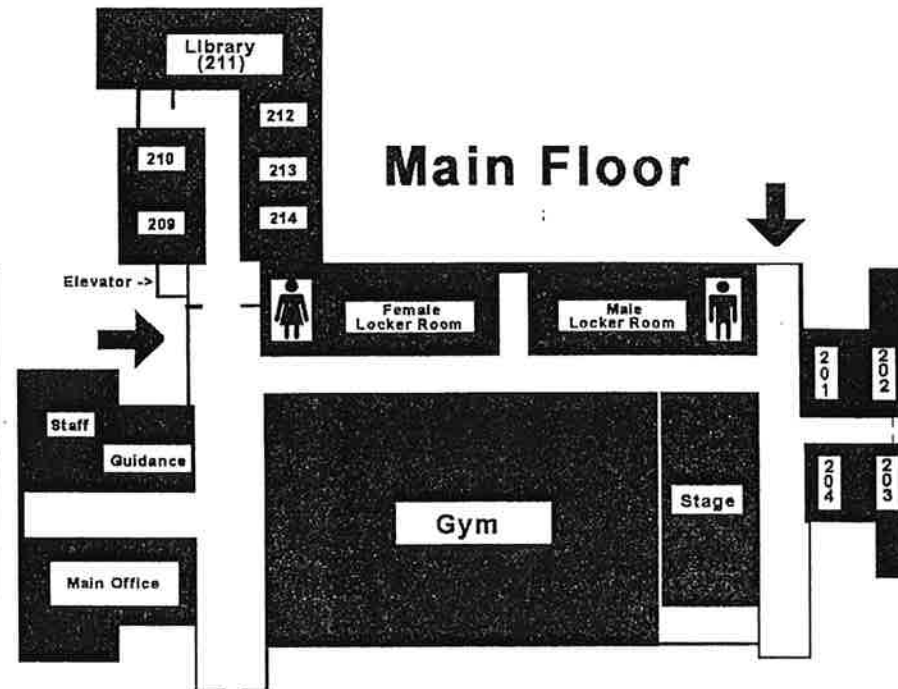 Library
(211)
212
210
213
Main Floor
209
214
Elevator ->
Female
Locker Room
Male
Locker Room
201
202
Staff
Guidance
204
203
Stage
Gym
Main Office